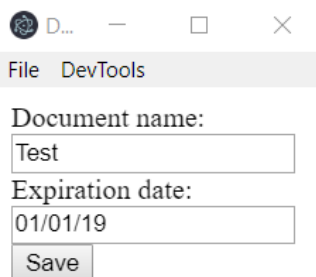 D...
File DevTools
Document name:
Test
Expiration date:
01/01/19
Save